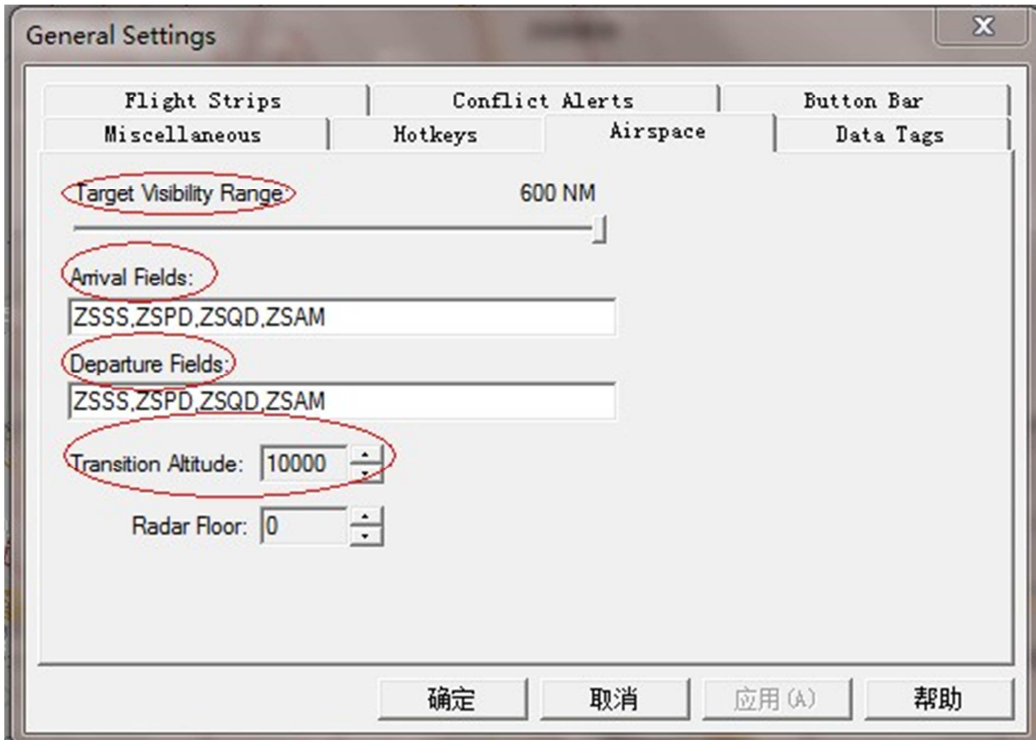 General Settings
Flight Strips Conflict Alerts Button Bar
Miscellaneous Hotkeys Airspace Data Tags
Target Visibility Range: 600 NM
Arrival Fields:
ZSSS,ZSPD,ZSQD,ZSAM
Departure Fields:
ZSSS,ZSPD,ZSQD,ZSAM
Transition Altitude: 10000
Radar Floor: 0
确定 取消 应用(A) 帮助